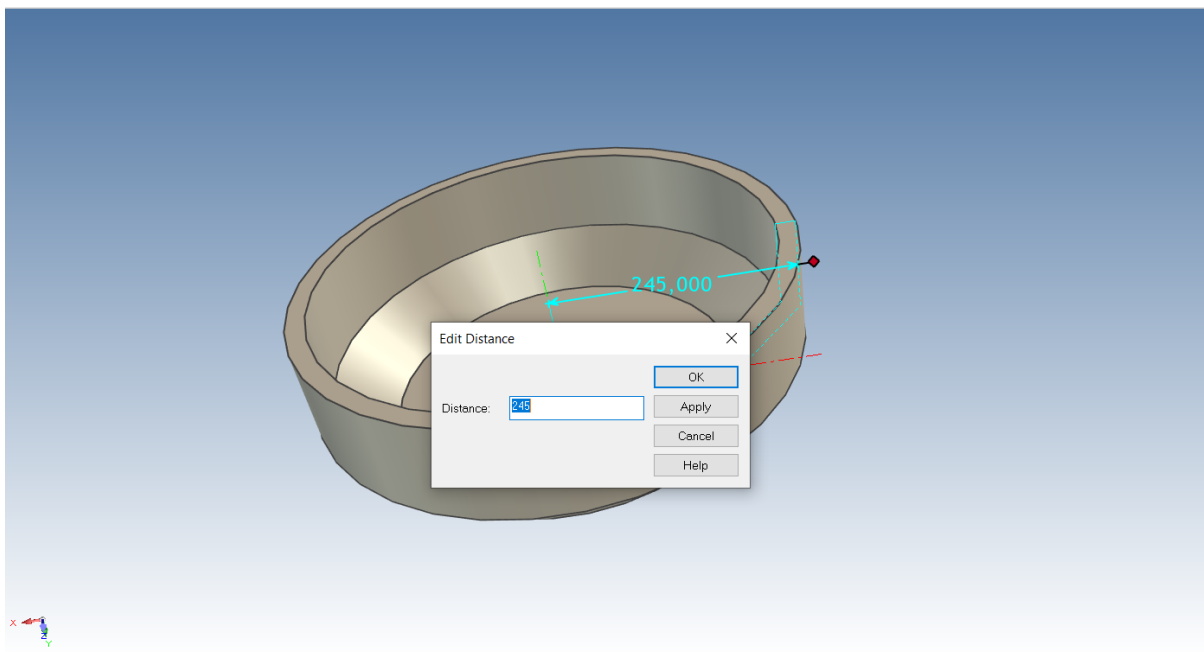 245,000
Edit Distance
OK
Distance: 245
Apply
Cancel
Help
X
Z
Y